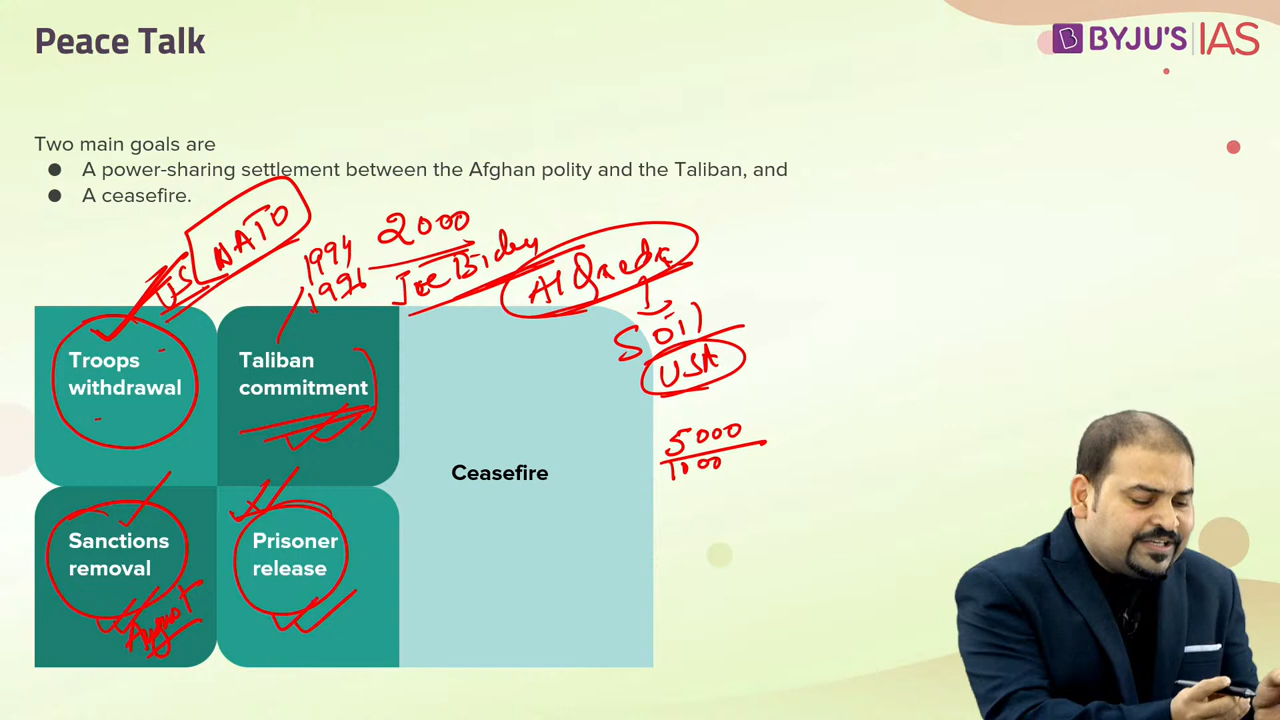 Peace Talk
BYJU'S IAS
Two main goals are
● A power-sharing settlement between the Afghan polity and the Taliban, and
● A ceasefire.
US NATO
1994
1996
2000
Joe Biden
Al Qaeda
Soil
USA
Troops
withdrawal
Taliban
commitment
5000
1000
Ceasefire
Sanctions
removal
August
Prisoner
release